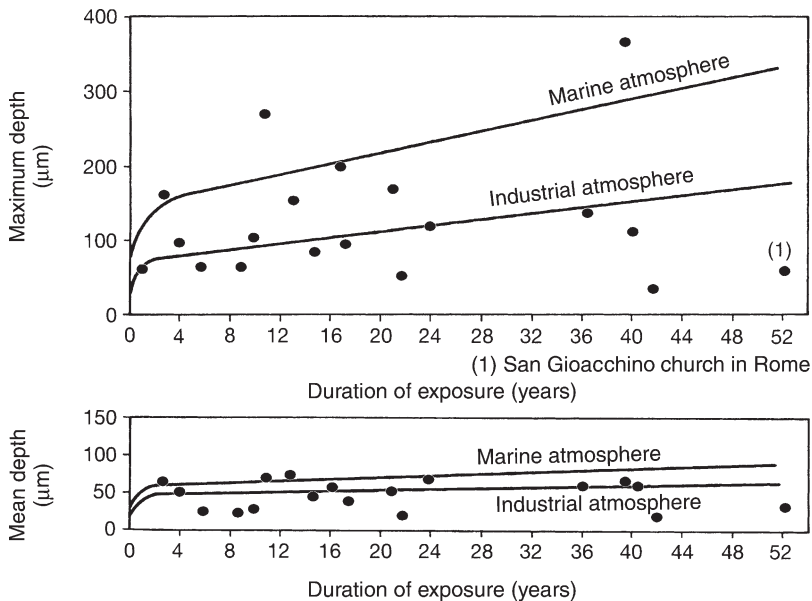 Maximum depth
(μm)
400
300
200
100
0
Marine atmosphere
Industrial atmosphere
(1)
0 4 8 12 16 20 24 28 32 36 40 44 48 52
(1) San Gioacchino church in Rome
Duration of exposure (years)
Mean depth
(μm)
150
100
50
0
Marine atmosphere
Industrial atmosphere
0 4 8 12 16 20 24 28 32 36 40 44 48 52
Duration of exposure (years)